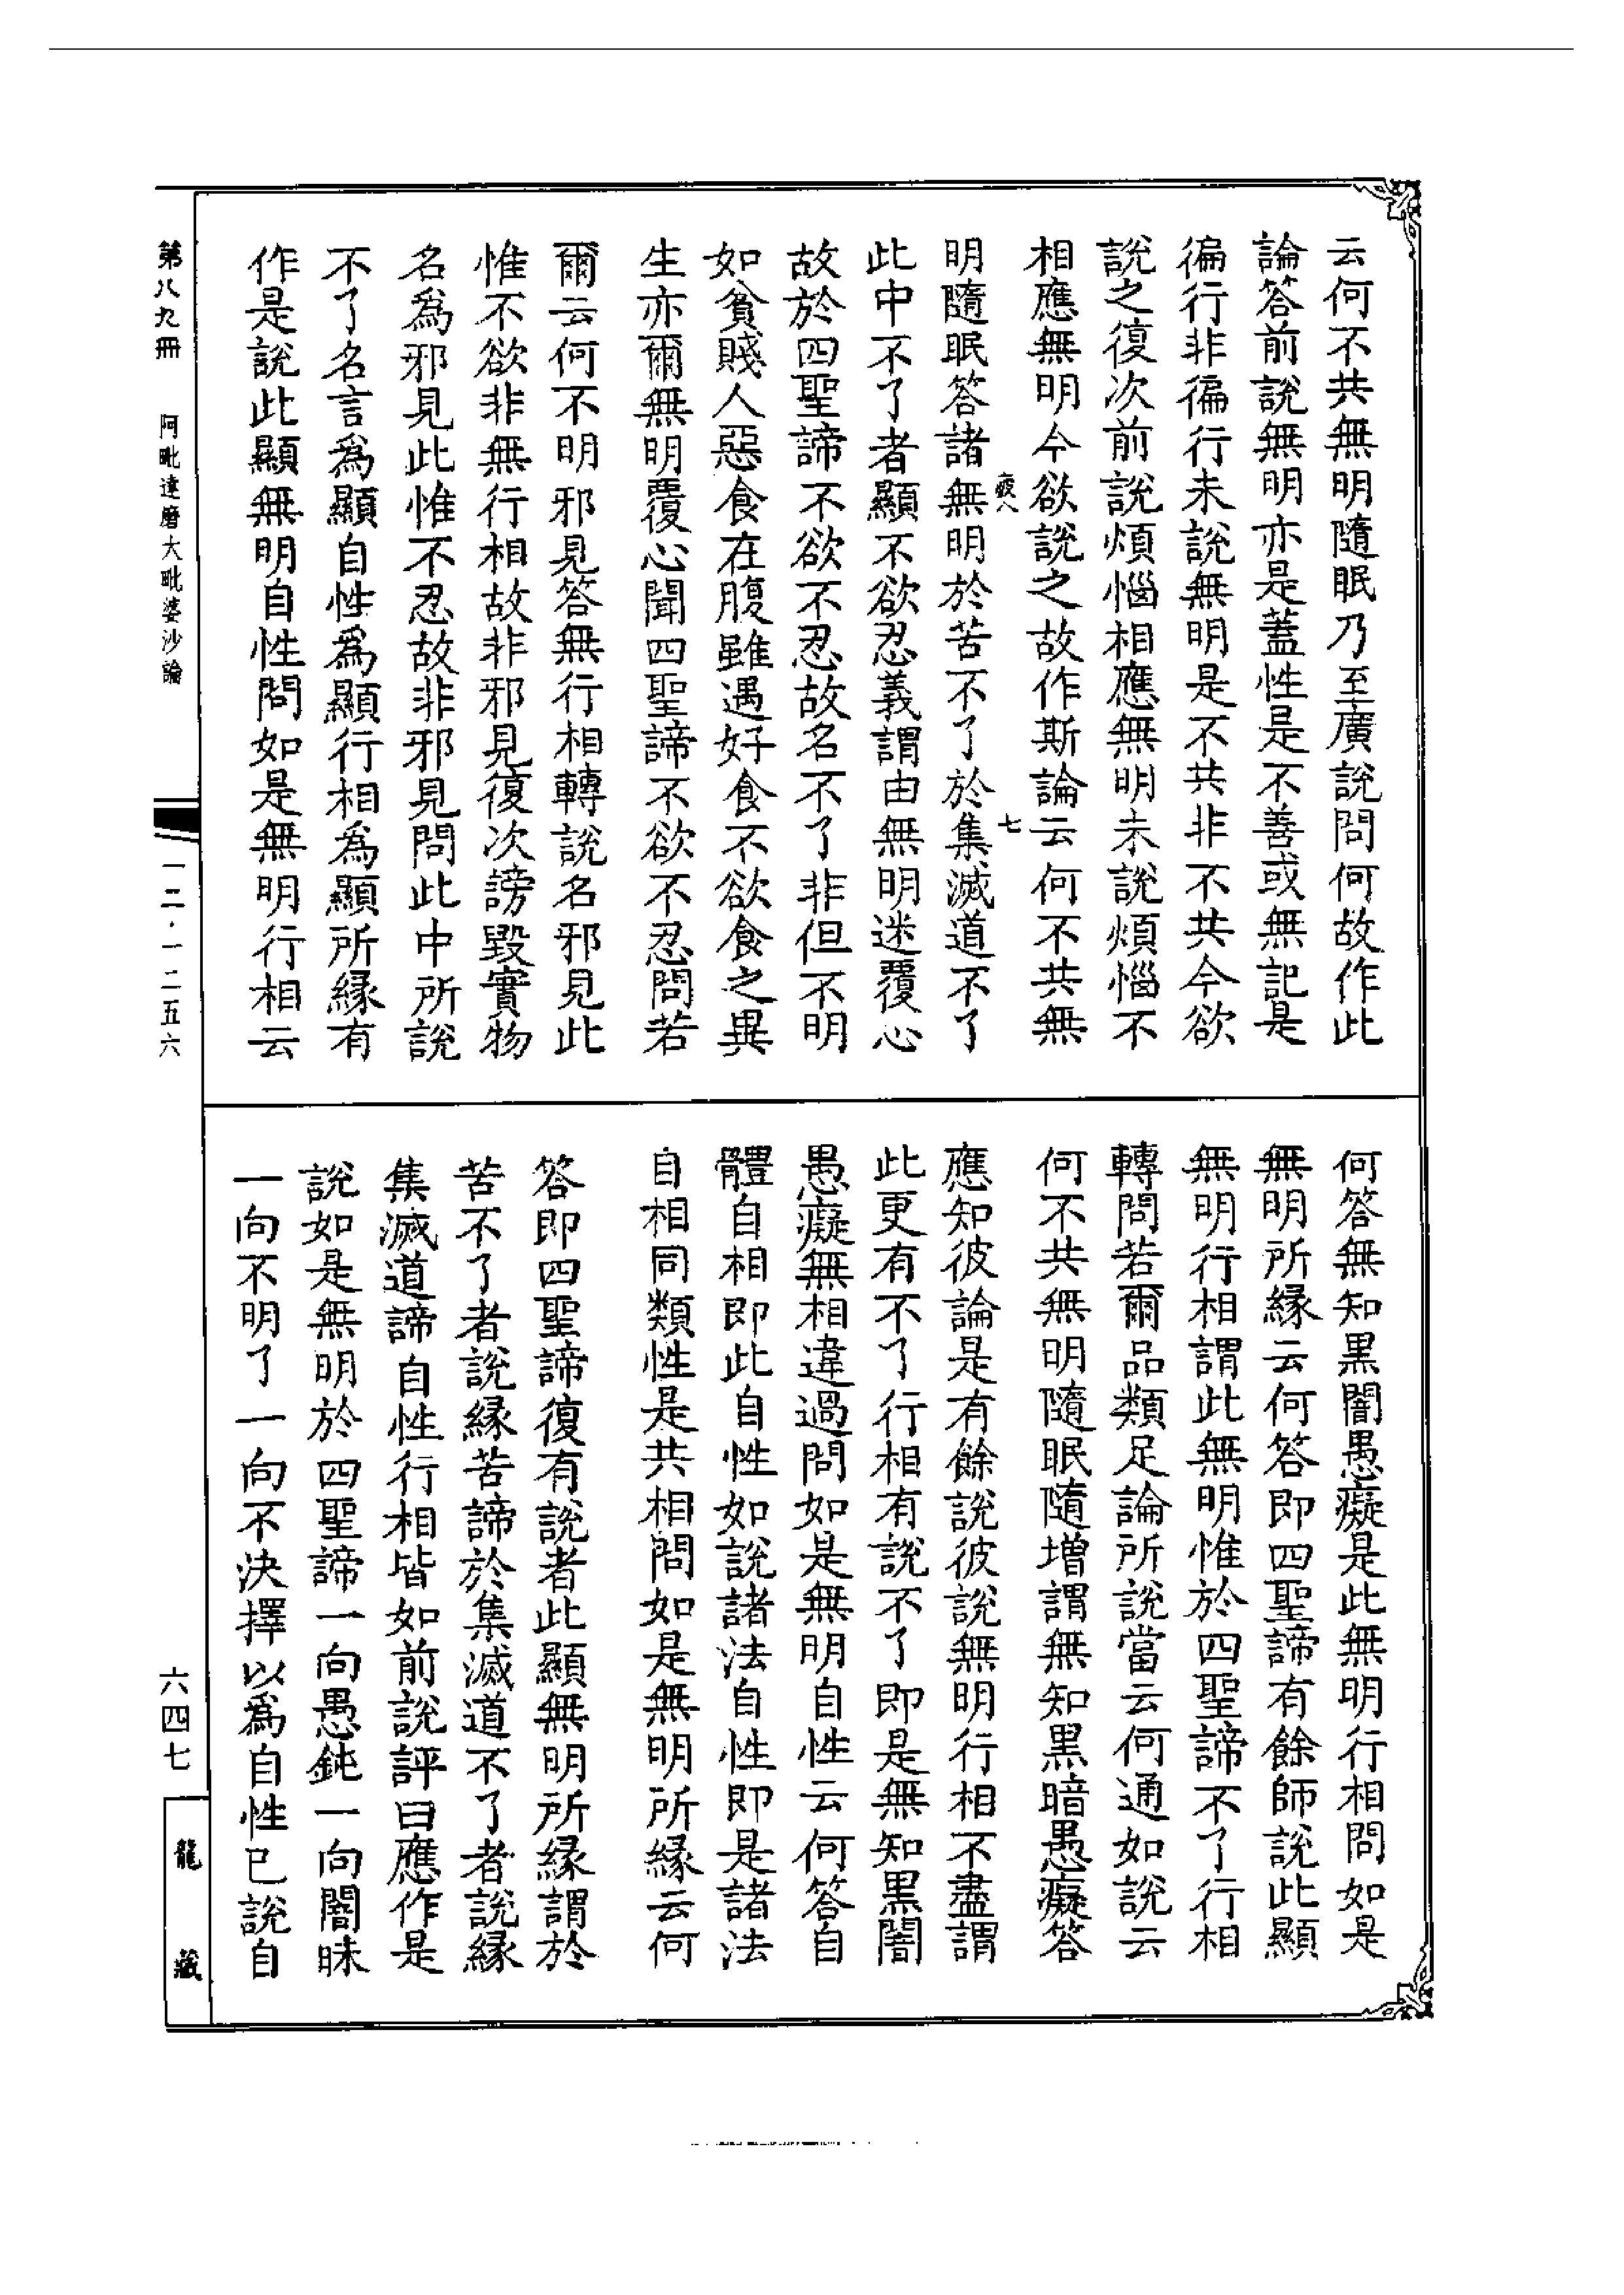 云何不共無明隨眠乃至廣說問何故作此
論答前說無明亦是蓋性是不善或無記是
徧行非徧行未說無明是不共非不共今欲
說之復次前說煩惱相應無明未說煩惱不
相應無明今欲說之故作斯論云何不共無
明隨眠答諸無明於苦不了於集滅道不了
七
此中不了者顯不欲忍義謂由無明迷覆心
故於四聖諦不欲不忍故名不了非但不明
如貧賤人惡食在腹雖遇好食不欲食之異
生亦爾無明覆心聞四聖諦不欲不忍問若
爾云何不明邪見答無行相轉說名邪見此
惟不欲非無行相故非邪見復次謗毀實物
名為邪見此惟不忍故非邪見問此中所說
不了名言為顯自性為顯行相為顯所緣有
作是說此顯無明自性問如是無明行相云
何答無知黑闇愚癡是此無明行相問如是
無明所緣云何答即四聖諦有餘師說此顯
無明行相謂此無明惟於四聖諦不了行相
轉問若爾品類足論所說當云何通如說云
何不共無明隨眠隨增謂無知黑暗愚癡答
應知彼論是有餘說彼說無明行相不盡謂
此更有不了行相有說不了即是無知黑闇
愚癡無相違過問如是無明自性云何答自
體自相即此自性如說諸法自性即是諸法
自相同類性是共相問如是無明所緣云何
答即四聖諦復有說者此顯無明所緣謂於
苦不了者說緣苦諦於集滅道不了者說緣
集滅道諦自性行相皆如前說評曰應作是
說如是無明於四聖諦一向愚鈍一向闇昧
一向不明了一向不決擇以為自性已說自
第八九冊
阿毗達磨大毗婆沙論
一二·一二五六
六四七
龍藏